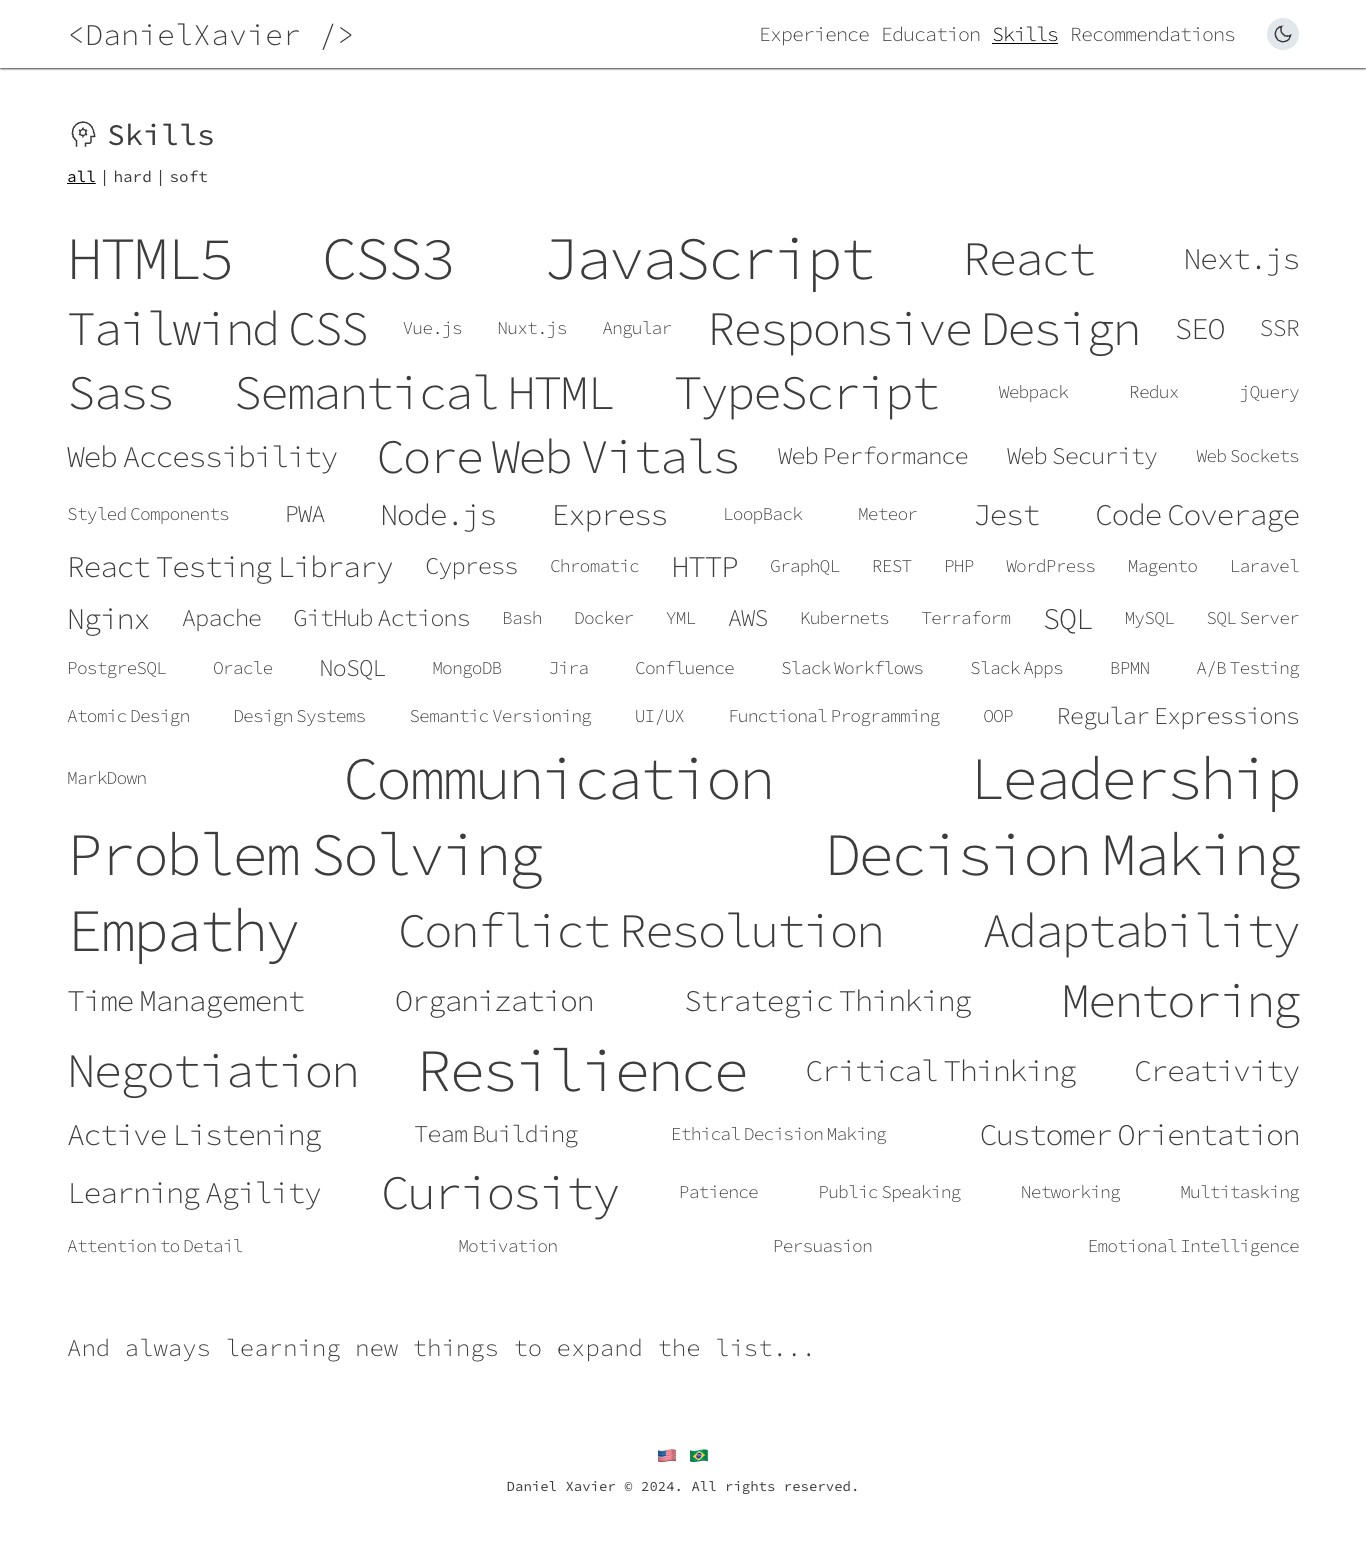 <DanielXavier /> Experience Education Skills Recommendations
Skills
all | hard | soft
HTML5 CSS3 JavaScript React Next.js
Tailwind CSS Vue.js Nuxt.js Angular Responsive Design SEO SSR
Sass Semantical HTML TypeScript Webpack Redux jQuery
Web Accessibility Core Web Vitals Web Performance Web Security Web Sockets
Styled Components PWA Node.js Express LoopBack Meteor Jest Code Coverage
React Testing Library Cypress Chromatic HTTP GraphQL REST PHP WordPress Magento Laravel
Nginx Apache GitHub Actions Bash Docker YML AWS Kubernets Terraform SQL MySQL SQL Server
PostgreSQL Oracle NoSQL MongoDB Jira Confluence Slack Workflows Slack Apps BPMN A/B Testing
Atomic Design Design Systems Semantic Versioning UI/UX Functional Programming OOP Regular Expressions
MarkDown Communication Leadership
Problem Solving Decision Making
Empathy Conflict Resolution Adaptability
Time Management Organization Strategic Thinking Mentoring
Negotiation Resilience Critical Thinking Creativity
Active Listening Team Building Ethical Decision Making Customer Orientation
Learning Agility Curiosity Patience Public Speaking Networking Multitasking
Attention to Detail Motivation Persuasion Emotional Intelligence
And always learning new things to expand the list...
Daniel Xavier © 2024. All rights reserved.